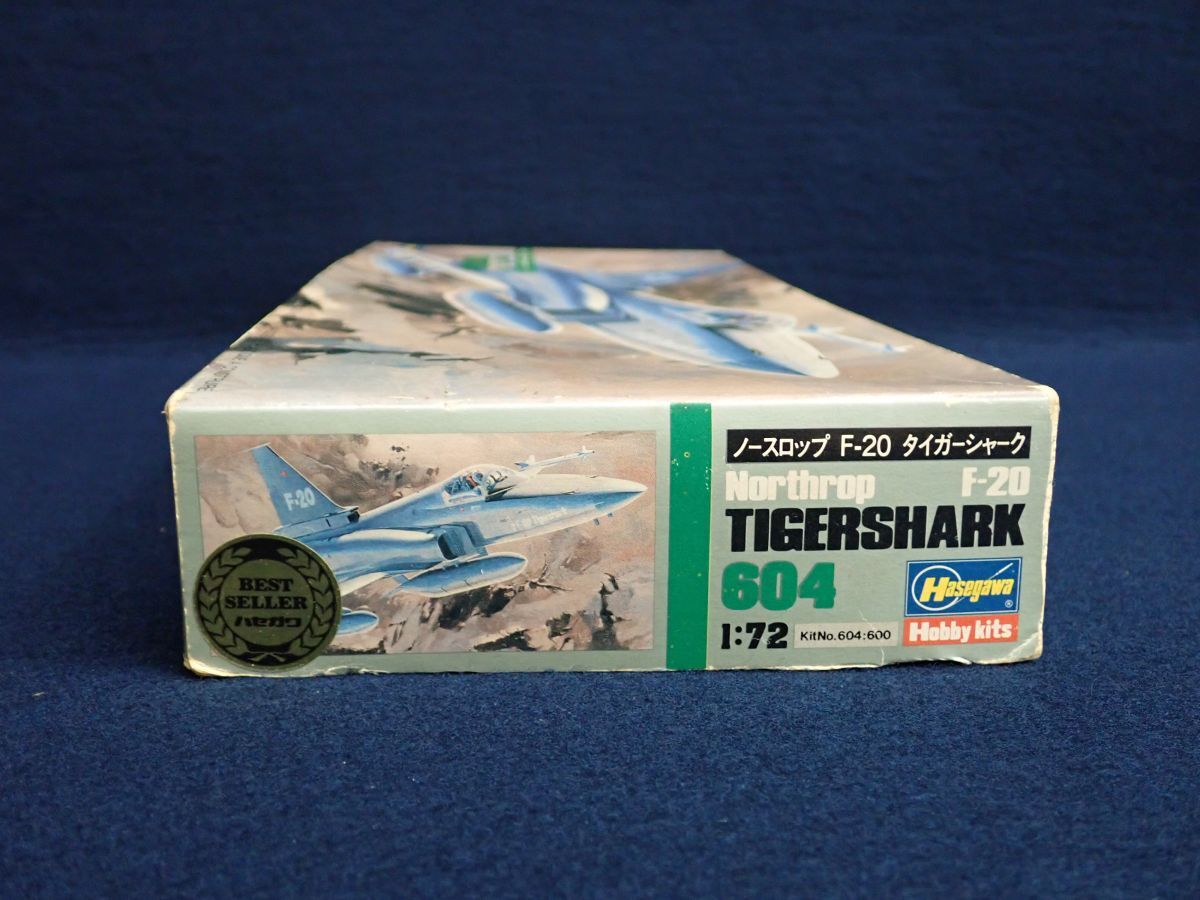 F-20
BEST
SELLER
ハセガワ
ノースロップ F-20 タイガーシャーク
Northrop F-20
TIGERSHARK
604
Hasegawa®
1:72 KitNo.604:600 Hobby kits